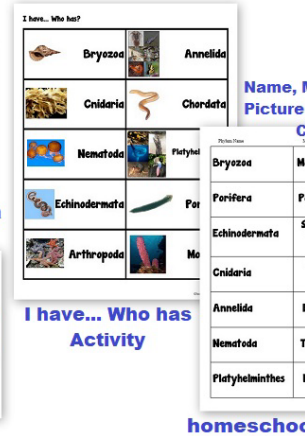 I have... Who has?
Bryozoa
Annelida
Cnidaria
Chordata
Nematoda
Platyhel
Echinodermata
Por
Arthropoda
Mo
I have... Who has
Activity
Name, M
Picture
C
Phylum Name
Bryozoa
M
Porifera
P
Echinodermata
S
Cnidaria
Annelida
Nematoda
T
Platyhelminthes
homeschoo